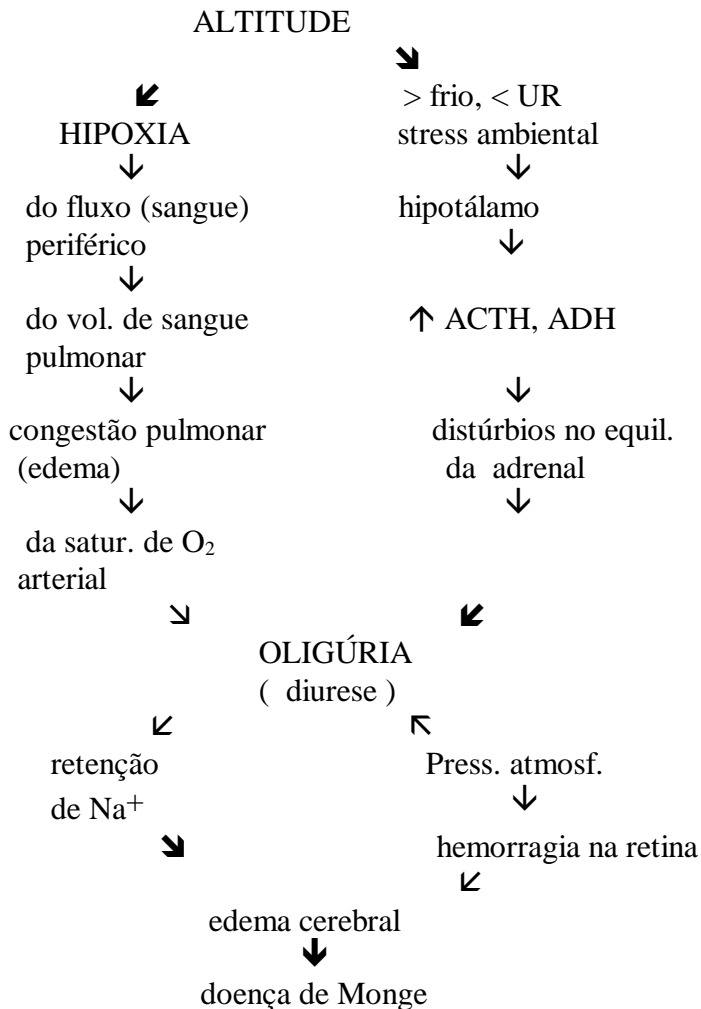 ALTITUDE
> frio, < UR
HIPOXIA stress ambiental
do fluxo (sangue) hipotálamo
periférico
do vol. de sangue ↑ ACTH, ADH
pulmonar
congestão pulmonar distúrbios no equil.
(edema) da adrenal
da satur. de O₂
arterial
OLIGÚRIA
( diurese )
retenção Press. atmosf.
de Na⁺
hemorragia na retina
edema cerebral
doença de Monge